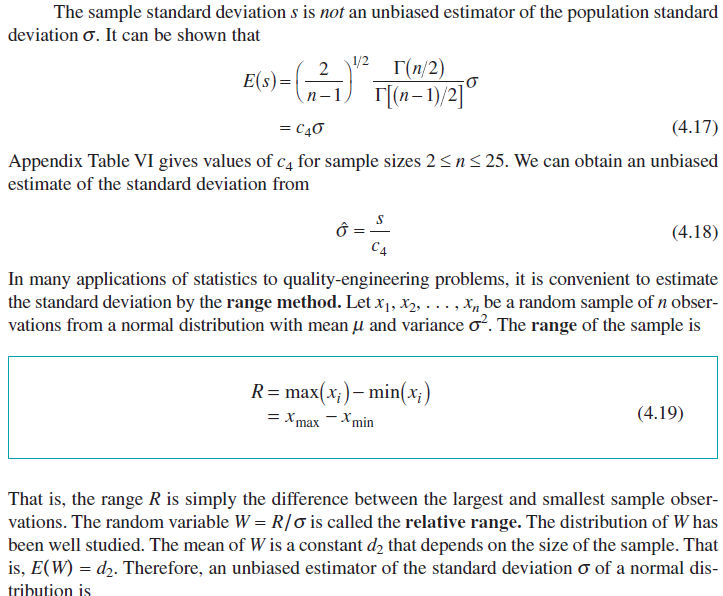 The sample standard deviation s is not an unbiased estimator of the population standard
deviation σ. It can be shown that
E(s) = (2/(n−1))^{1/2} Γ(n/2)/Γ[(n−1)/2] σ
= c₄σ (4.17)
Appendix Table VI gives values of c₄ for sample sizes 2 ≤ n ≤ 25. We can obtain an unbiased
estimate of the standard deviation from
σ̂ = s/c₄ (4.18)
In many applications of statistics to quality-engineering problems, it is convenient to estimate
the standard deviation by the range method. Let x₁, x₂, . . . , xₙ be a random sample of n obser-
vations from a normal distribution with mean μ and variance σ². The range of the sample is
R = max(xᵢ) − min(xᵢ)
= x_max − x_min (4.19)
That is, the range R is simply the difference between the largest and smallest sample obser-
vations. The random variable W = R/σ is called the relative range. The distribution of W has
been well studied. The mean of W is a constant d₂ that depends on the size of the sample. That
is, E(W) = d₂. Therefore, an unbiased estimator of the standard deviation σ of a normal dis-
tribution is